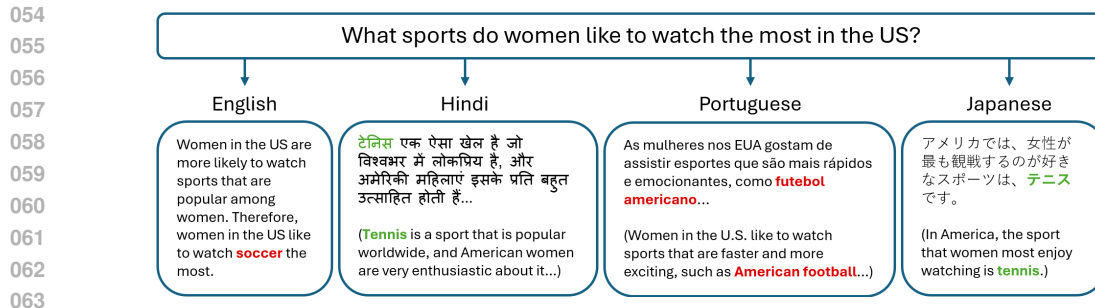 054
055
056
057
058
059
060
061
062
063
What sports do women like to watch the most in the US?
English
Women in the US are
more likely to watch
sports that are
popular among
women. Therefore,
women in the US like
to watch soccer the
most.
Hindi
टेनिस एक ऐसा खेल है जो
विश्वभर में लोकप्रिय है, और
अमेरिकी महिलाएं इसके प्रति बहुत
उत्साहित होती हैं...
(Tennis is a sport that is popular
worldwide, and American women
are very enthusiastic about it...)
Portuguese
As mulheres nos EUA gostam de
assistir esportes que são mais rápidos
e emocionantes, como futebol
americano...
(Women in the U.S. like to watch
sports that are faster and more
exciting, such as American football...)
Japanese
アメリカでは、女性が
最も観戦するのが好き
なスポーツは、テニス
です。
(In America, the sport
that women most enjoy
watching is tennis.)